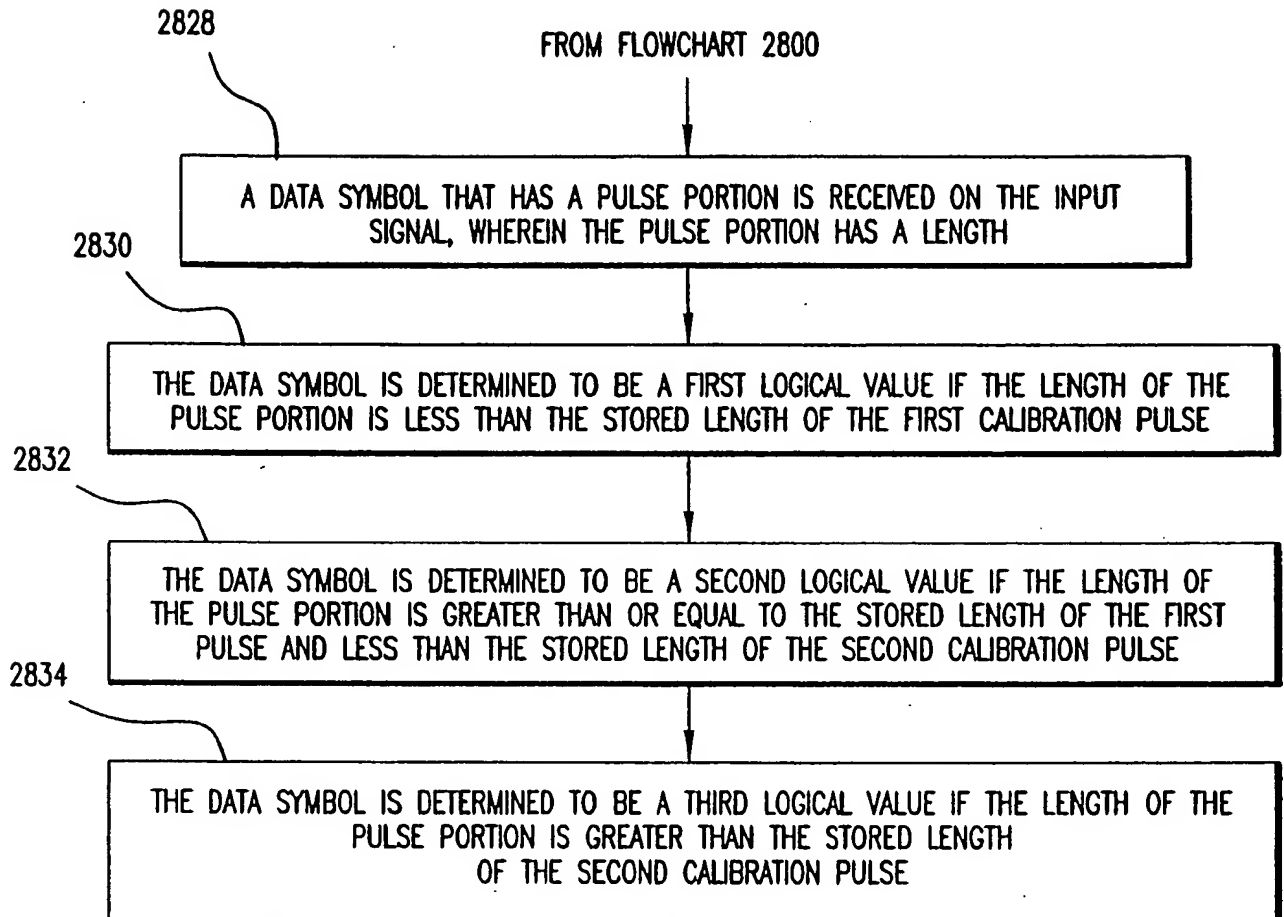 2828
FROM FLOWCHART 2800
A DATA SYMBOL THAT HAS A PULSE PORTION IS RECEIVED ON THE INPUT
SIGNAL, WHEREIN THE PULSE PORTION HAS A LENGTH
2830
THE DATA SYMBOL IS DETERMINED TO BE A FIRST LOGICAL VALUE IF THE LENGTH OF THE
PULSE PORTION IS LESS THAN THE STORED LENGTH OF THE FIRST CALIBRATION PULSE
2832
THE DATA SYMBOL IS DETERMINED TO BE A SECOND LOGICAL VALUE IF THE LENGTH OF
THE PULSE PORTION IS GREATER THAN OR EQUAL TO THE STORED LENGTH OF THE FIRST
PULSE AND LESS THAN THE STORED LENGTH OF THE SECOND CALIBRATION PULSE
2834
THE DATA SYMBOL IS DETERMINED TO BE A THIRD LOGICAL VALUE IF THE LENGTH OF THE
PULSE PORTION IS GREATER THAN THE STORED LENGTH
OF THE SECOND CALIBRATION PULSE